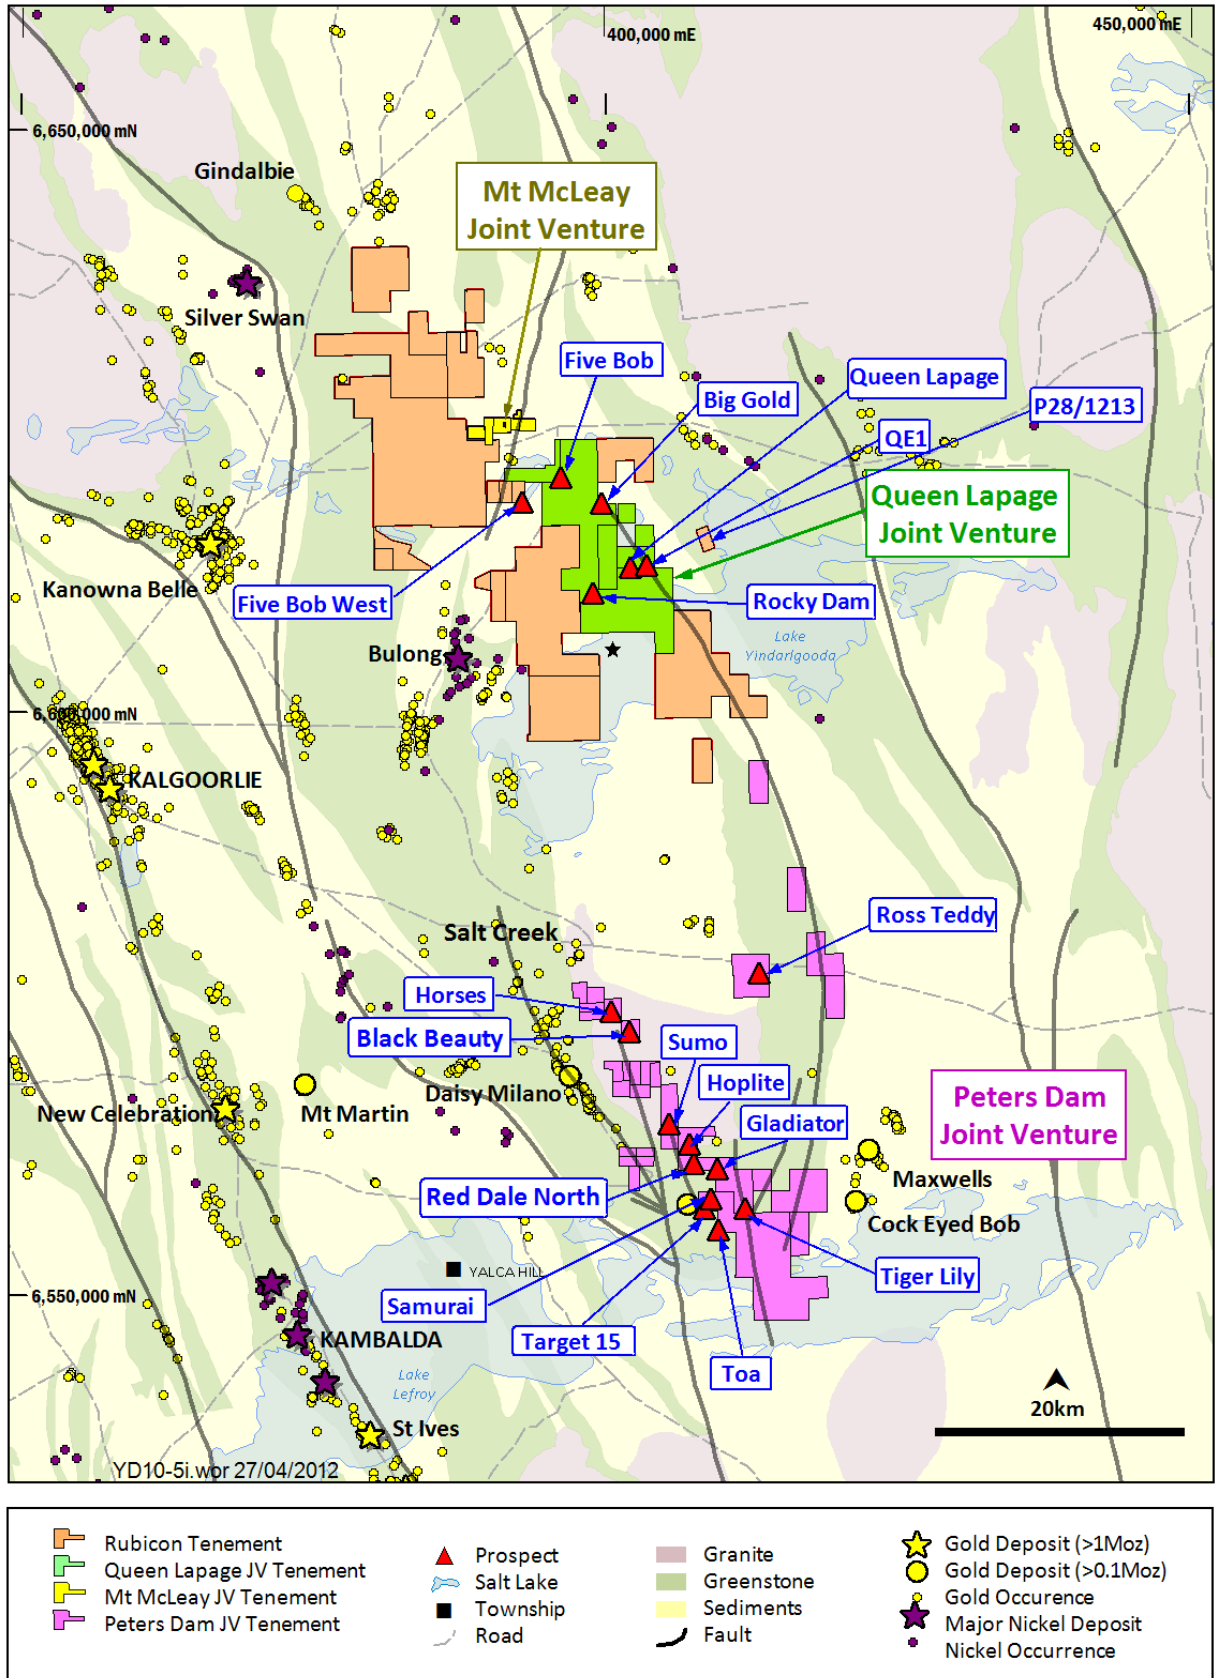 400,000 mE
450,000 mE
6,650,000 mN
Gindalbie
Mt McLeay
Joint Venture
Silver Swan
Five Bob
Queen Lapage
Big Gold
P28/1213
QE1
Queen Lapage
Joint Venture
Kanowna Belle
Five Bob West
Rocky Dam
Lake
Yindarlgooda
Bulong
6,600,000 mN
KALGOORLIE
Ross Teddy
Salt Creek
Horses
Black Beauty
Sumo
Hoplite
Daisy Milano
Peters Dam
Joint Venture
New Celebration
Mt Martin
Gladiator
Maxwells
Red Dale North
Cock Eyed Bob
YALCA HILL
Tiger Lily
6,550,000 mN
Samurai
Target 15
KAMBALDA
Toa
Lake
Lefroy
20km
St Ives
YD10-5i.wor 27/04/2012
Rubicon Tenement
Queen Lapage JV Tenement
Mt McLeay JV Tenement
Peters Dam JV Tenement
Prospect
Salt Lake
Township
Road
Granite
Greenstone
Sediments
Fault
Gold Deposit (>1Moz)
Gold Deposit (>0.1Moz)
Gold Occurence
Major Nickel Deposit
Nickel Occurrence